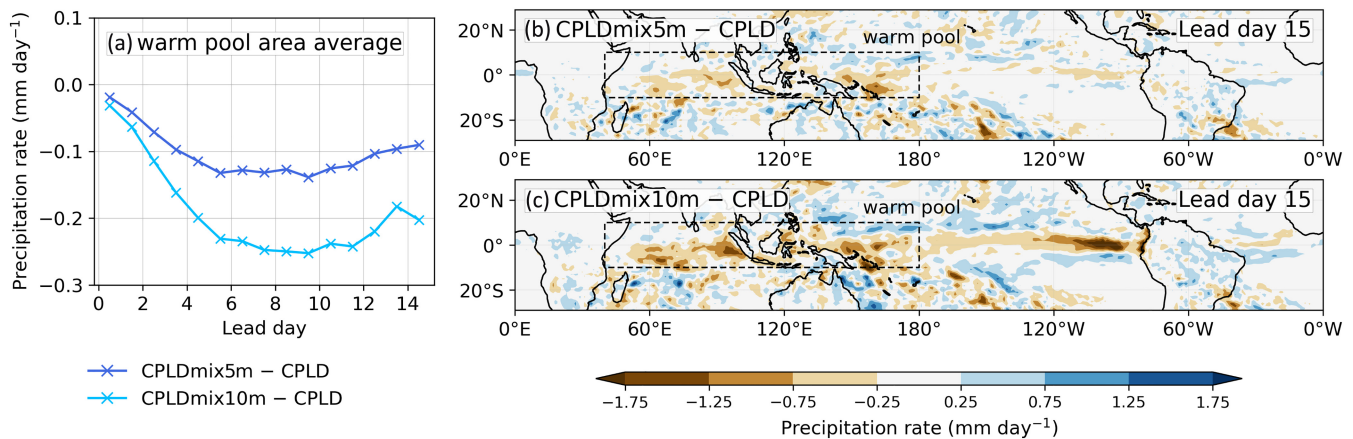 (a) warm pool area average
Precipitation rate (mm day⁻¹)
0.1
0.0
−0.1
−0.2
−0.3
0 2 4 6 8 10 12 14
Lead day
CPLDmix5m − CPLD
CPLDmix10m − CPLD
(b) CPLDmix5m − CPLD
warm pool
Lead day 15
20°N
0°
20°S
0°E 60°E 120°E 180° 120°W 60°W 0°W
(c) CPLDmix10m − CPLD
warm pool
Lead day 15
20°N
0°
20°S
0°E 60°E 120°E 180° 120°W 60°W 0°W
−1.75 −1.25 −0.75 −0.25 0.25 0.75 1.25 1.75
Precipitation rate (mm day⁻¹)